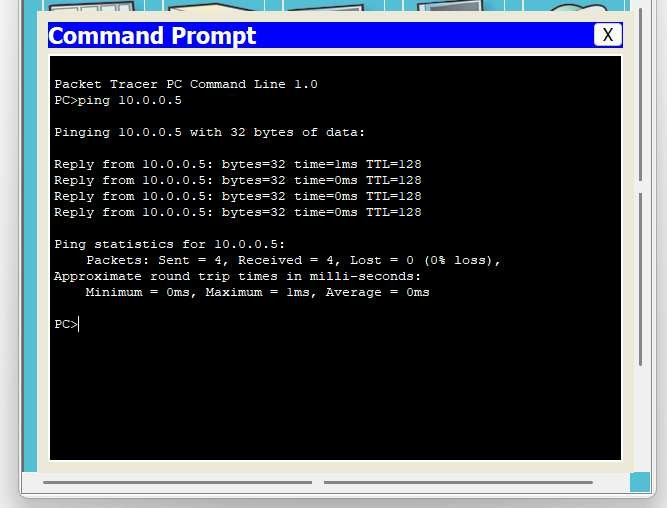 Command Prompt
X
Packet Tracer PC Command Line 1.0
PC>ping 10.0.0.5
Pinging 10.0.0.5 with 32 bytes of data:
Reply from 10.0.0.5: bytes=32 time=1ms TTL=128
Reply from 10.0.0.5: bytes=32 time=0ms TTL=128
Reply from 10.0.0.5: bytes=32 time=0ms TTL=128
Reply from 10.0.0.5: bytes=32 time=0ms TTL=128
Ping statistics for 10.0.0.5:
Packets: Sent = 4, Received = 4, Lost = 0 (0% loss),
Approximate round trip times in milli-seconds:
Minimum = 0ms, Maximum = 1ms, Average = 0ms
PC>